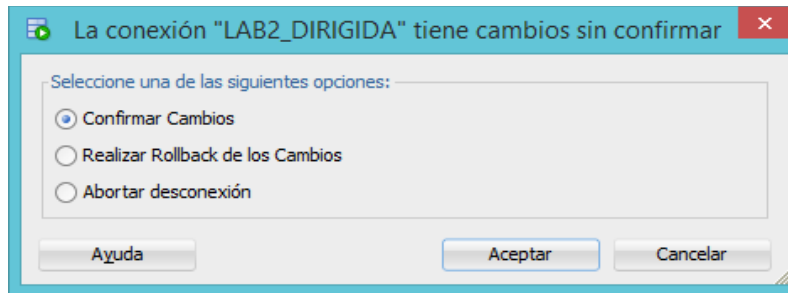 La conexión "LAB2_DIRIGIDA" tiene cambios sin confirmar
Seleccione una de las siguientes opciones:
Confirmar Cambios
Realizar Rollback de los Cambios
Abortar desconexión
Ayuda
Aceptar
Cancelar